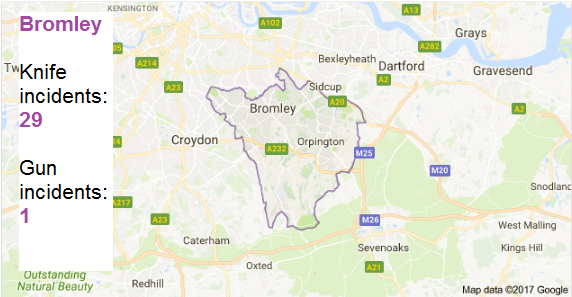 Bromley
Knife
incidents:
29
Gun
incidents:
1
KENSINGTON
A13
A102
Grays
A282
Tw
A214
Bexleyheath
Dartford
Gravesend
A2
A23
Sidcup
A20
A2
Bromley
Croydon
Orpington
A232
M25
M20
Snodland
A217
A23
M26
West Malling
Caterham
Sevenoaks
Kings Hill
Oxted
A21
Outstanding
Natural Beauty
Redhill
Map data ©2017 Google